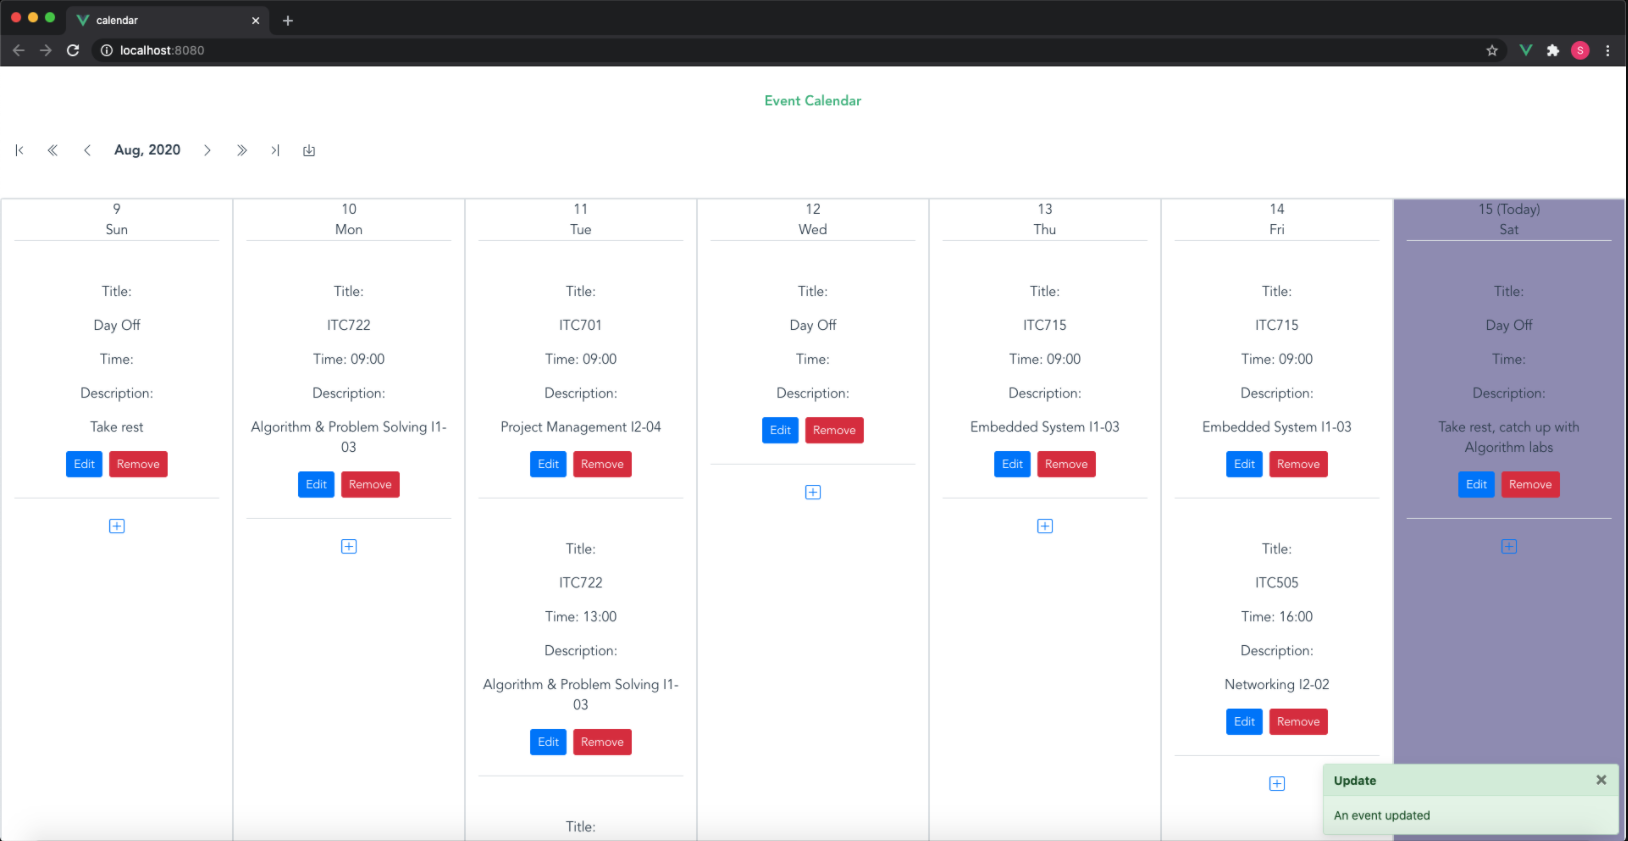 calendar
localhost:8080
S
Event Calendar
Aug, 2020
9
Sun
Title:
Day Off
Time:
Description:
Take rest
Edit Remove
10
Mon
Title:
ITC722
Time: 09:00
Description:
Algorithm & Problem Solving I1-
03
Edit Remove
11
Tue
Title:
ITC701
Time: 09:00
Description:
Project Management I2-04
Edit Remove
Title:
ITC722
Time: 13:00
Description:
Algorithm & Problem Solving I1-
03
Edit Remove
Title:
12
Wed
Title:
Day Off
Time:
Description:
Edit Remove
13
Thu
Title:
ITC715
Time: 09:00
Description:
Embedded System I1-03
Edit Remove
14
Fri
Title:
ITC715
Time: 09:00
Description:
Embedded System I1-03
Edit Remove
Title:
ITC505
Time: 16:00
Description:
Networking I2-02
Edit Remove
15 (Today)
Sat
Title:
Day Off
Time:
Description:
Take rest, catch up with
Algorithm labs
Edit Remove
Update
An event updated